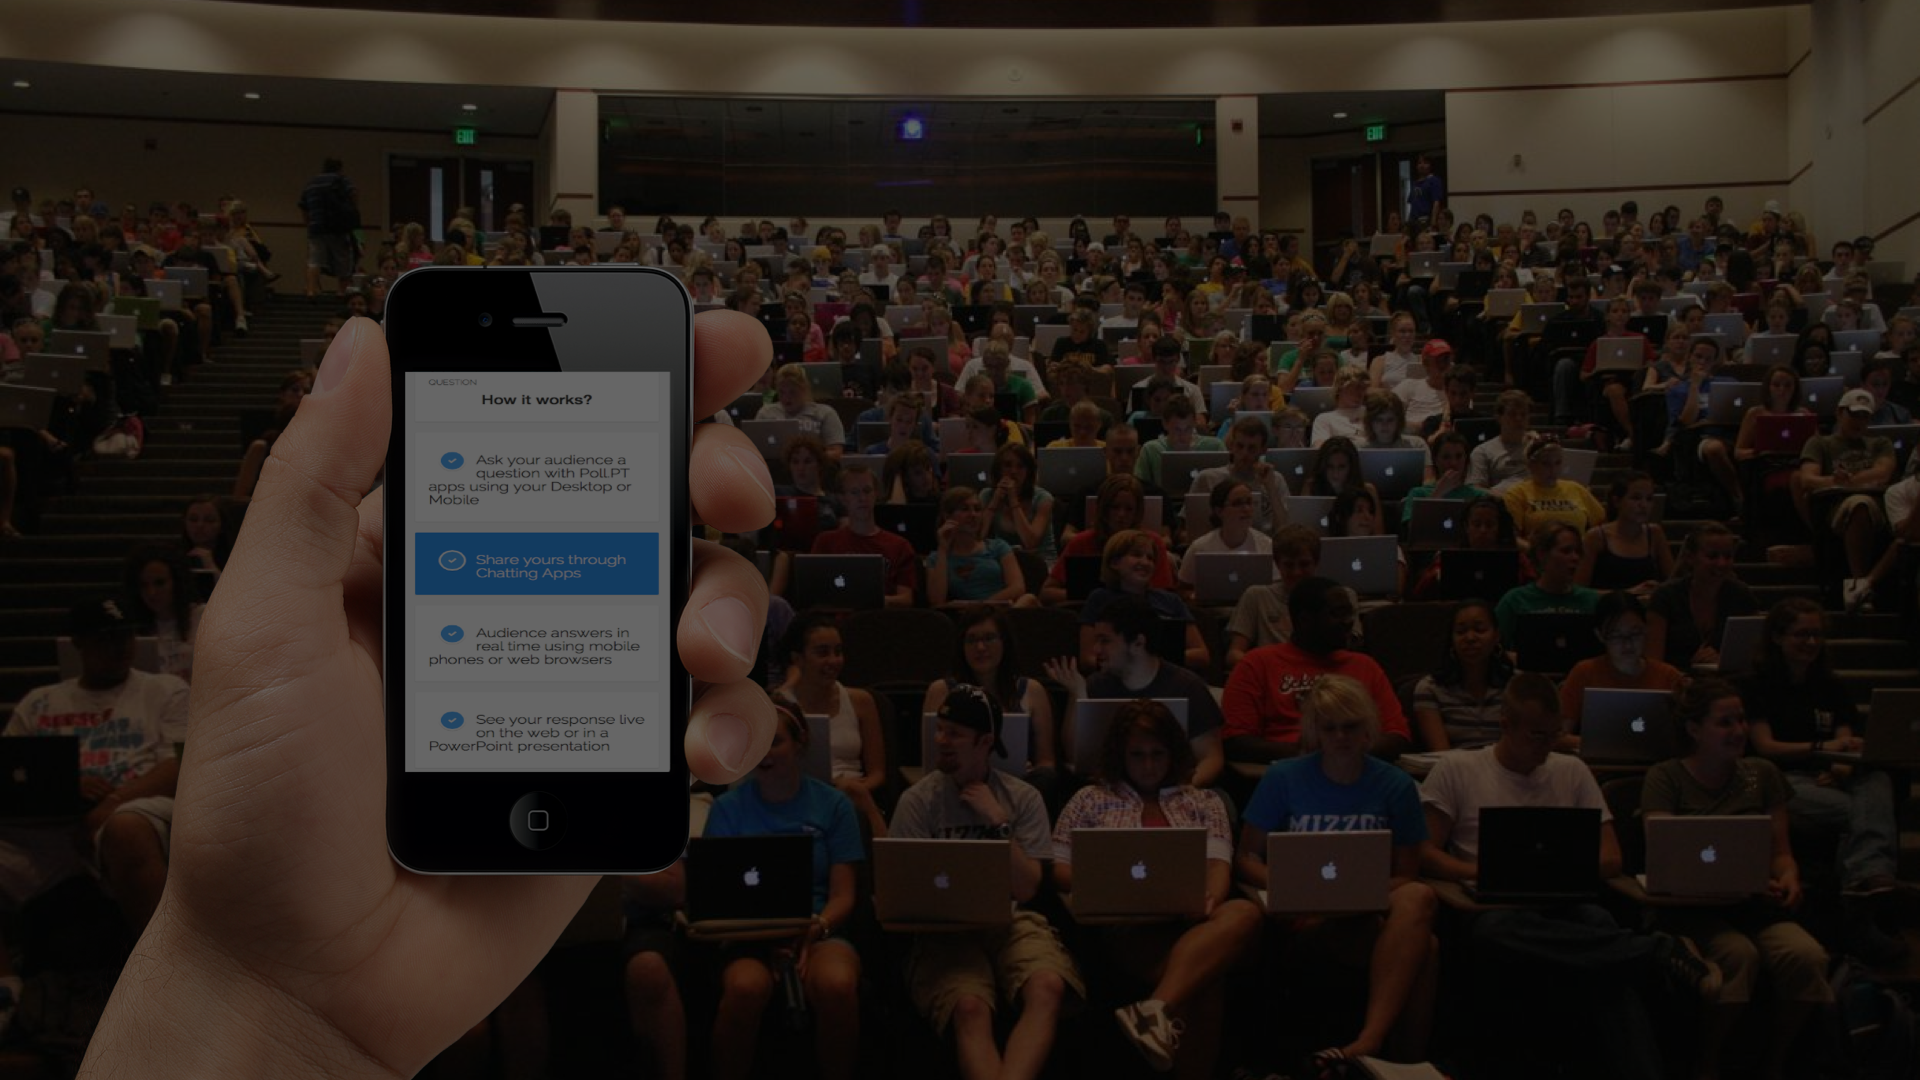 EXIT
EXIT
QUESTION
How it works?
Ask your audience a
question with Poll.PT
apps using your Desktop or
Mobile
Share yours through
Chatting Apps
Audience answers in
real time using mobile
phones or web browsers
See your response live
on the web or in a
PowerPoint presentation
MIZZO